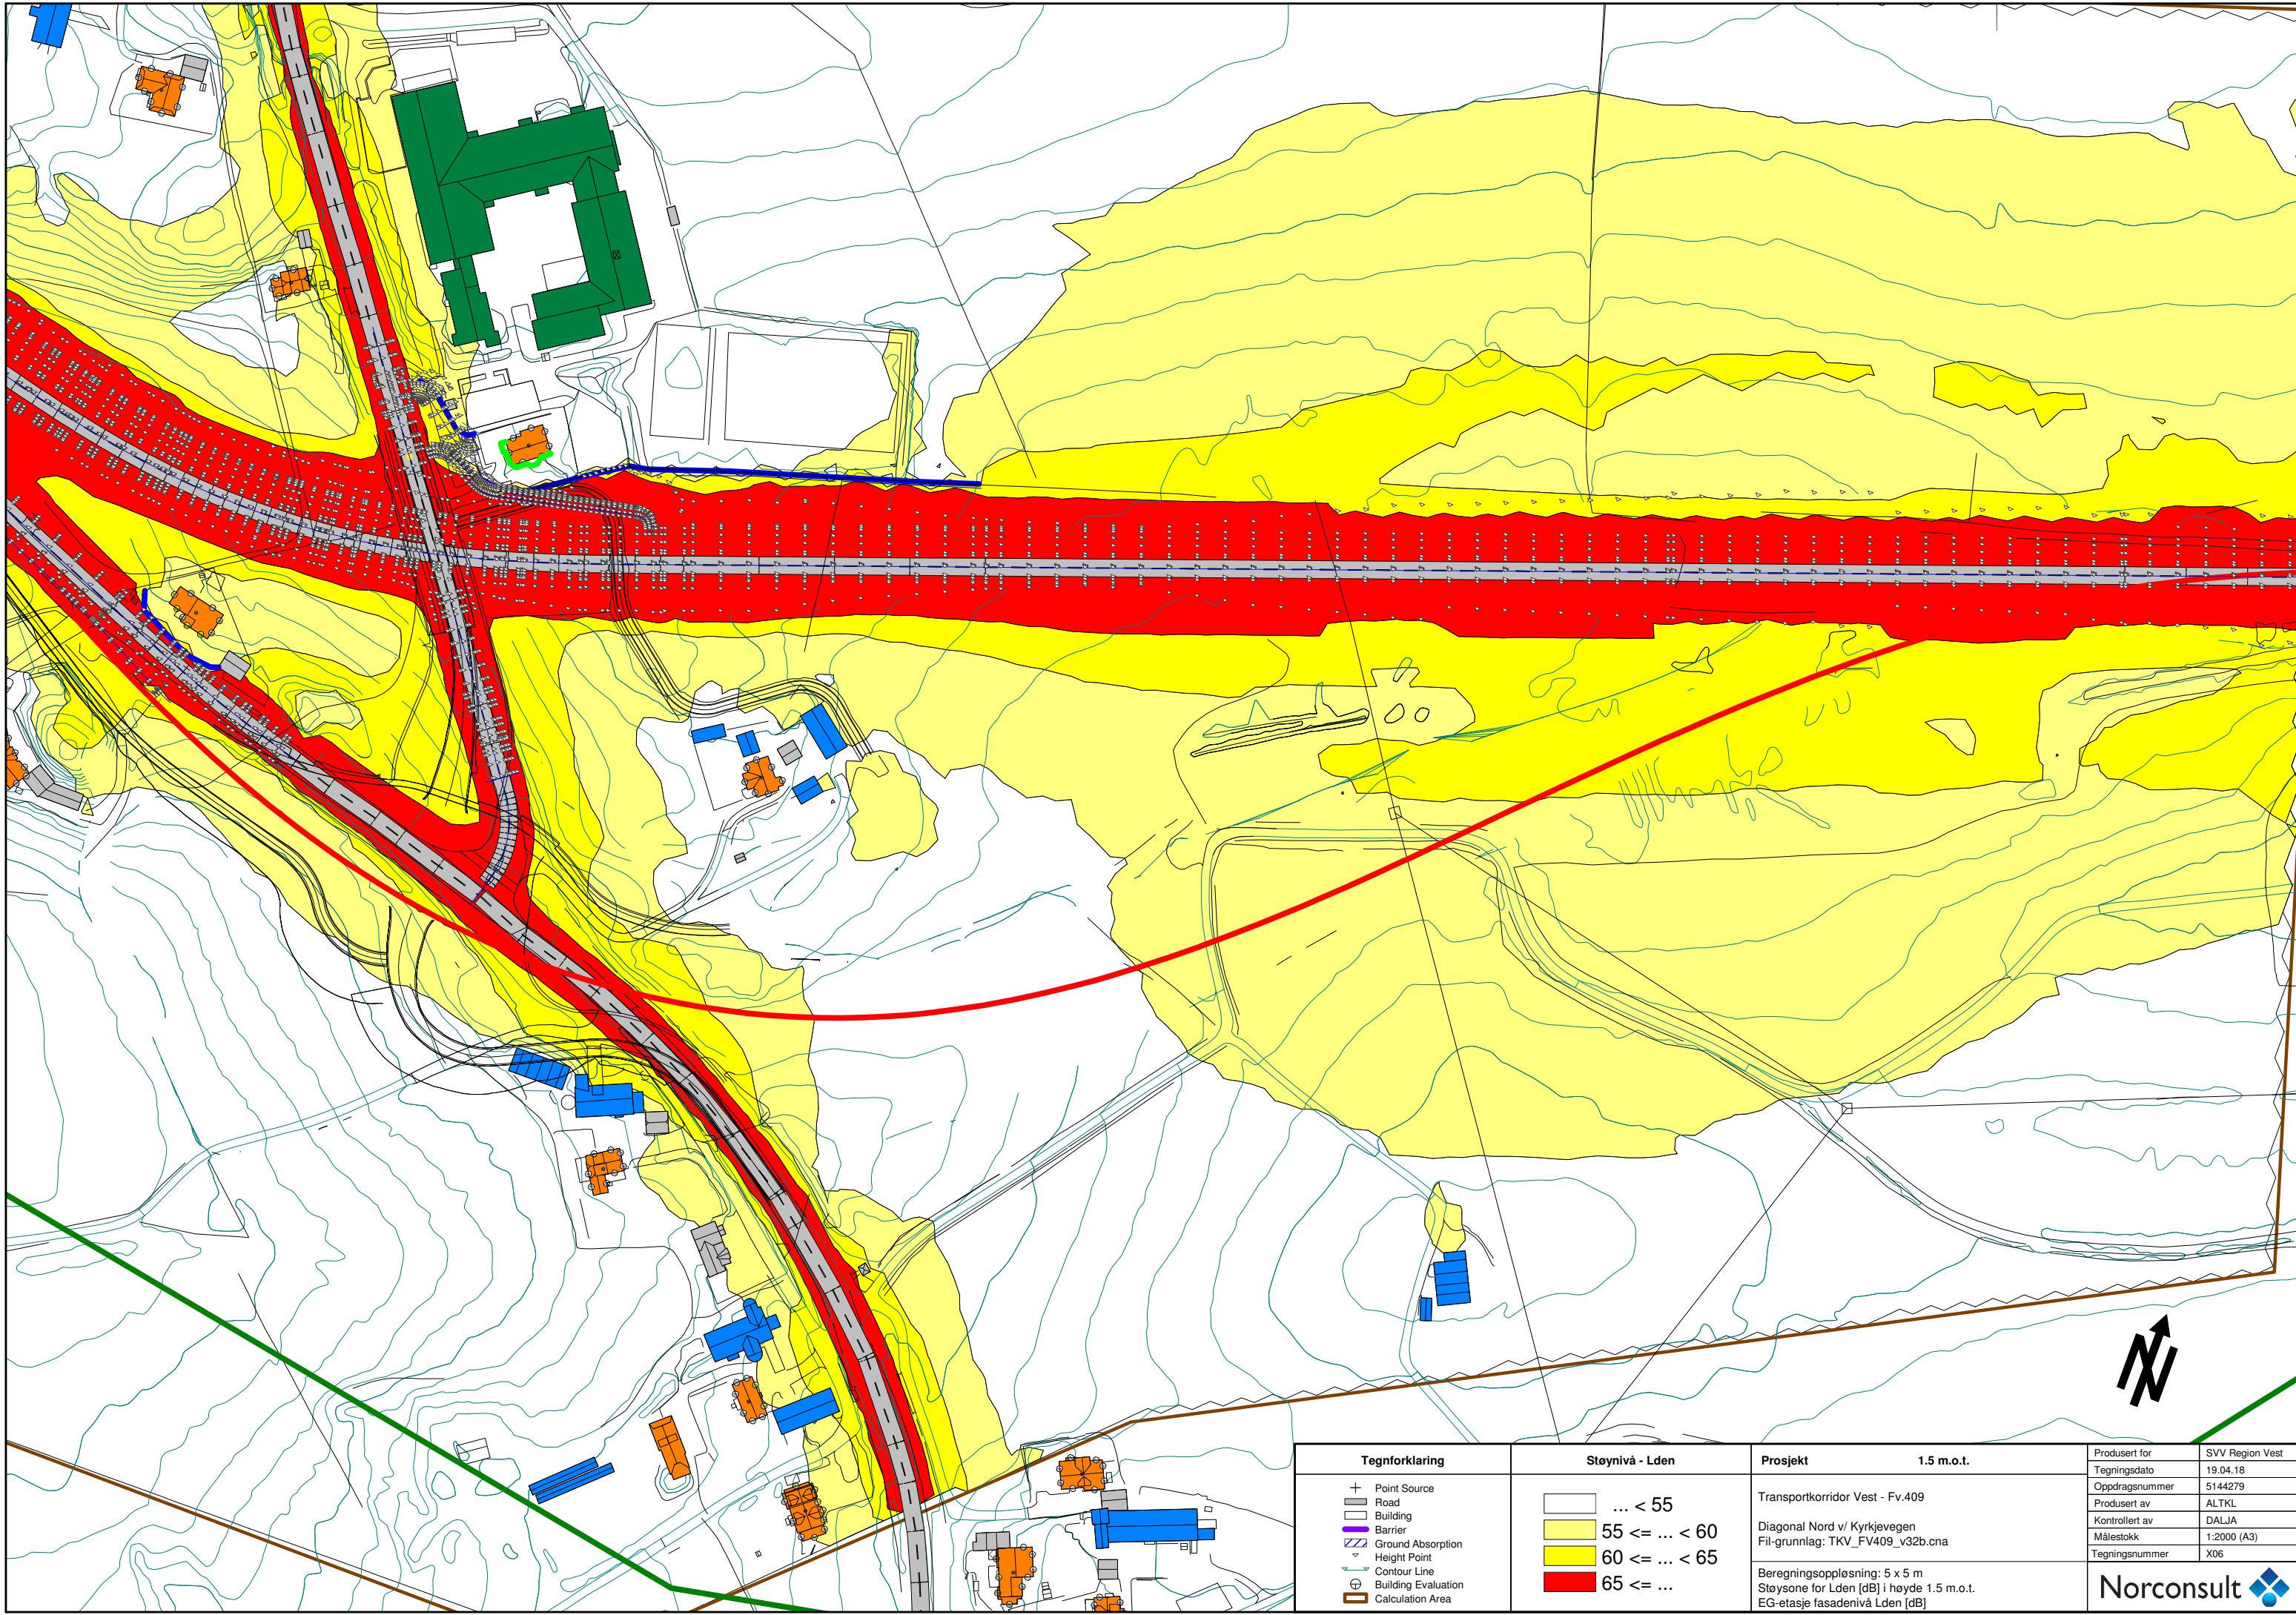 Tegnforklaring
Point Source
Road
Building
Barrier
Ground Absorption
Height Point
Contour Line
Building Evaluation
Calculation Area
Støynivå - Lden
... < 55
55 <= ... < 60
60 <= ... < 65
65 <= ...
Prosjekt 1.5 m.o.t.
Transportkorridor Vest - Fv.409
Diagonal Nord v/ Kyrkjevegen
Fil-grunnlag: TKV_FV409_v32b.cna
Beregningsoppløsning: 5 x 5 m
Støysone for Lden [dB] i høyde 1.5 m.o.t.
EG-etasje fasadenivå Lden [dB]
Produsert for SVV Region Vest
Tegningsdato 19.04.18
Oppdragsnummer 5144279
Produsert av ALTKL
Kontrollert av DALJA
Målestokk 1:2000 (A3)
Tegningsnummer X06
Norconsult
N